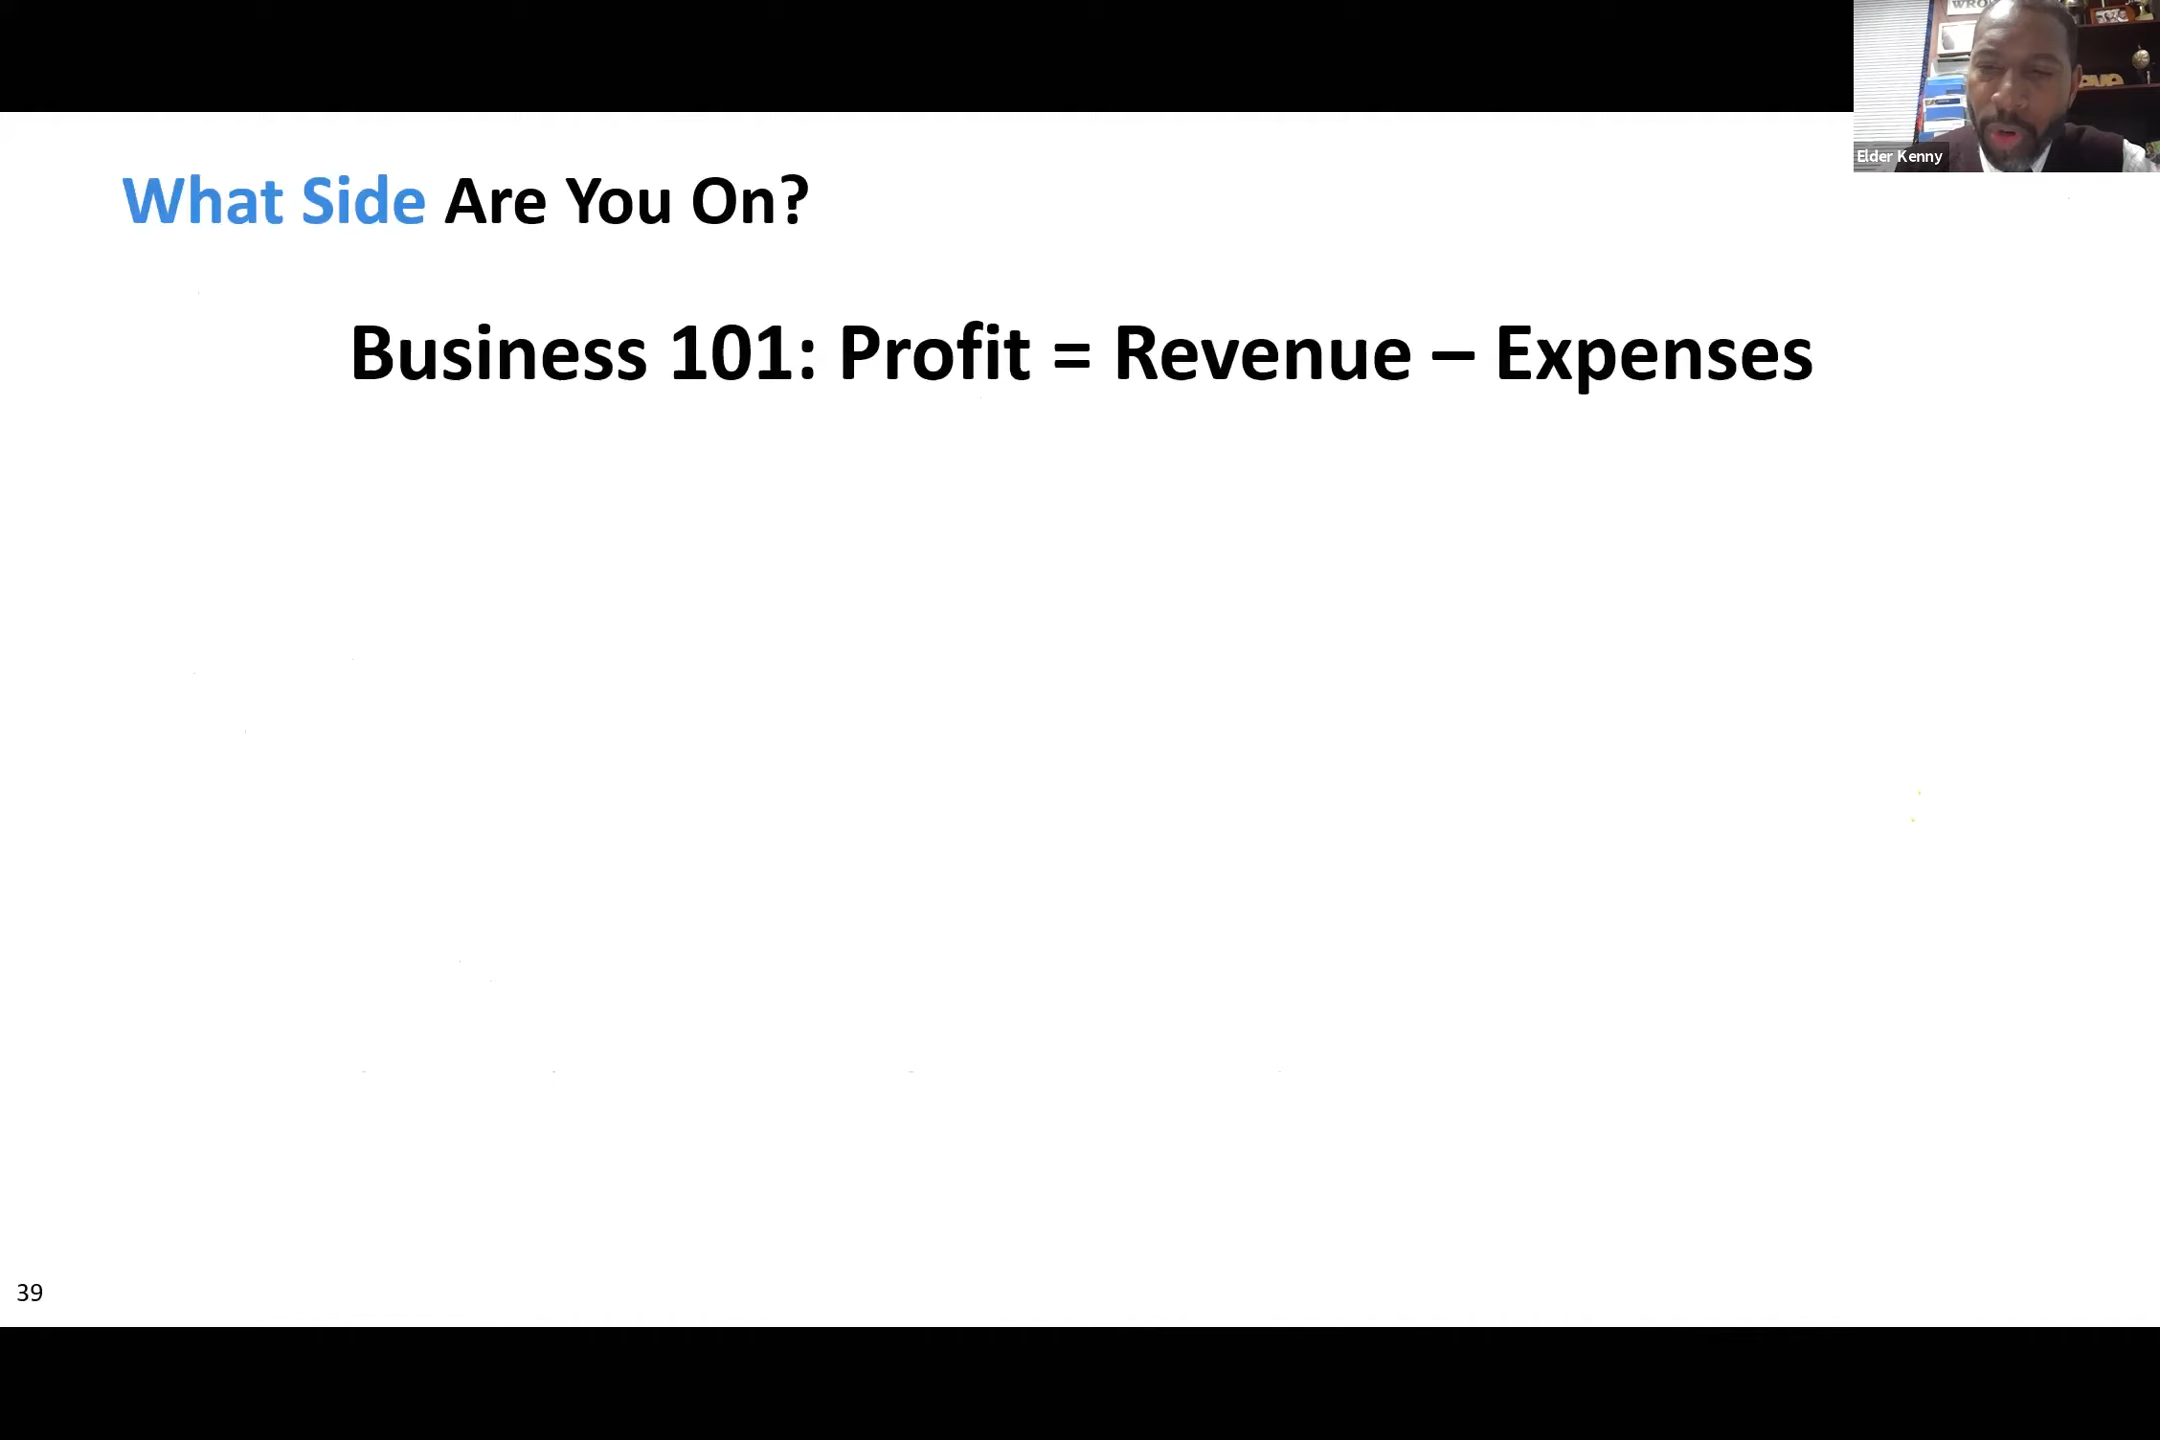 What Side Are You On?
Business 101: Profit = Revenue – Expenses
Elder Kenny
39